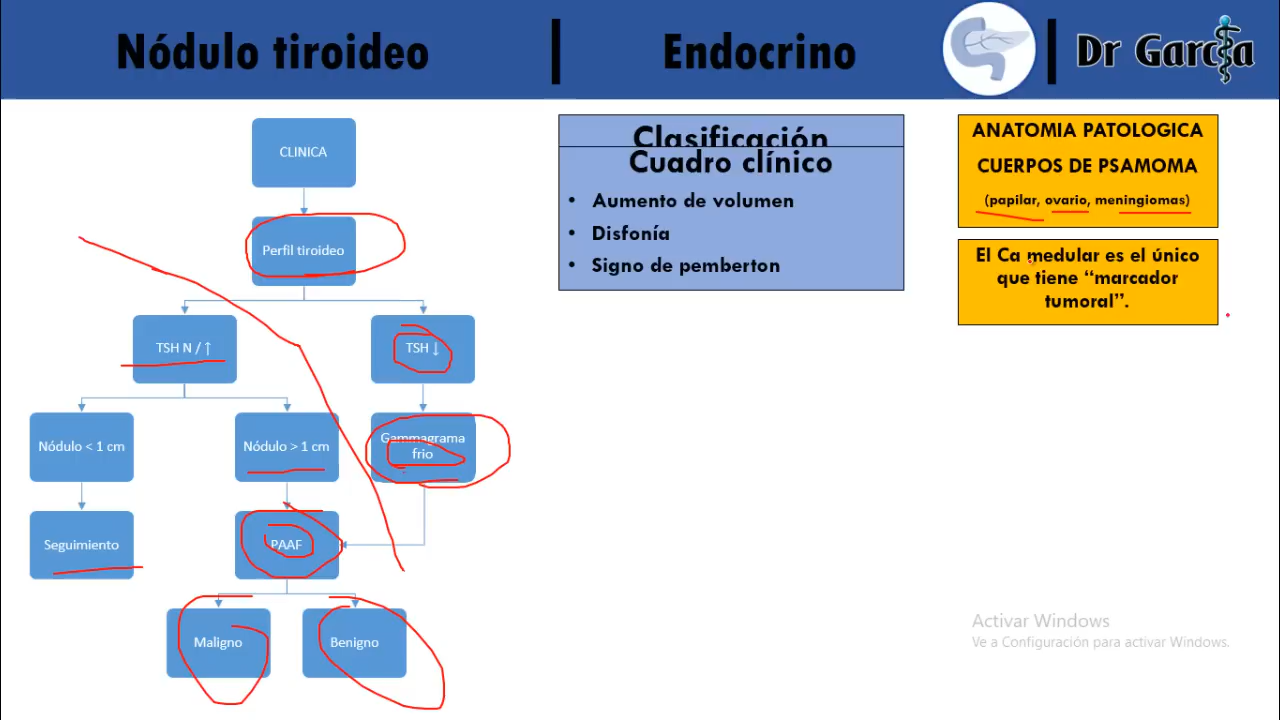 Nódulo tiroideo
Endocrino
Dr García
CLINICA
Perfil tiroideo
TSH N / ↑
TSH ↓
Nódulo < 1 cm
Nódulo > 1 cm
Gammagrama
frio
Seguimiento
PAAF
Maligno
Benigno
Clasificación
Cuadro clínico
• Aumento de volumen
• Disfonía
• Signo de pemberton
ANATOMIA PATOLOGICA
CUERPOS DE PSAMOMA
(papilar, ovario, meningiomas)
El Ca medular es el único
que tiene “marcador
tumoral”.
Activar Windows
Ve a Configuración para activar Windows.